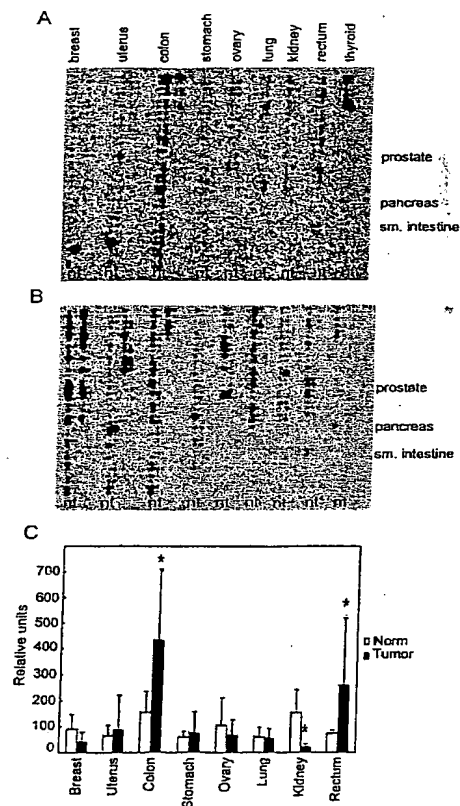 A
breast
uterus
colon
stomach
ovary
lung
kidney
rectum
thyroid
prostate
pancreas
sm. intestine
B
prostate
pancreas
sm. intestine
C
Relative units
700
600
500
400
300
200
100
0
*
*
*
Norm
Tumor
Breast
Uterus
Colon
Stomach
Ovary
Lung
Kidney
Rectum